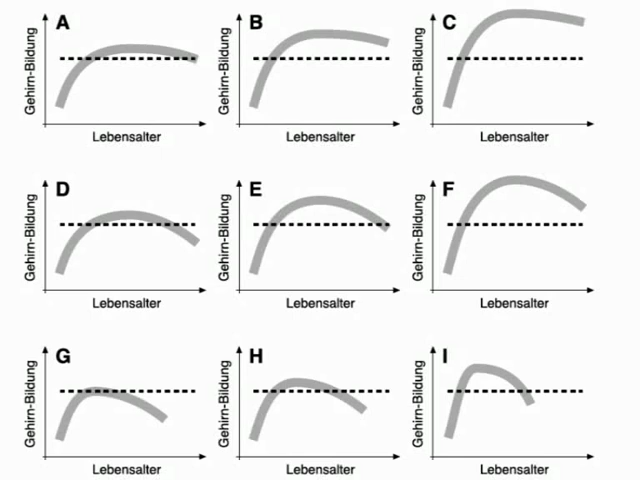 A
B
C
Gehirn-Bildung
Gehirn-Bildung
Gehirn-Bildung
Lebensalter
Lebensalter
Lebensalter
D
E
F
Gehirn-Bildung
Gehirn-Bildung
Gehirn-Bildung
Lebensalter
Lebensalter
Lebensalter
G
H
I
Gehirn-Bildung
Gehirn-Bildung
Gehirn-Bildung
Lebensalter
Lebensalter
Lebensalter